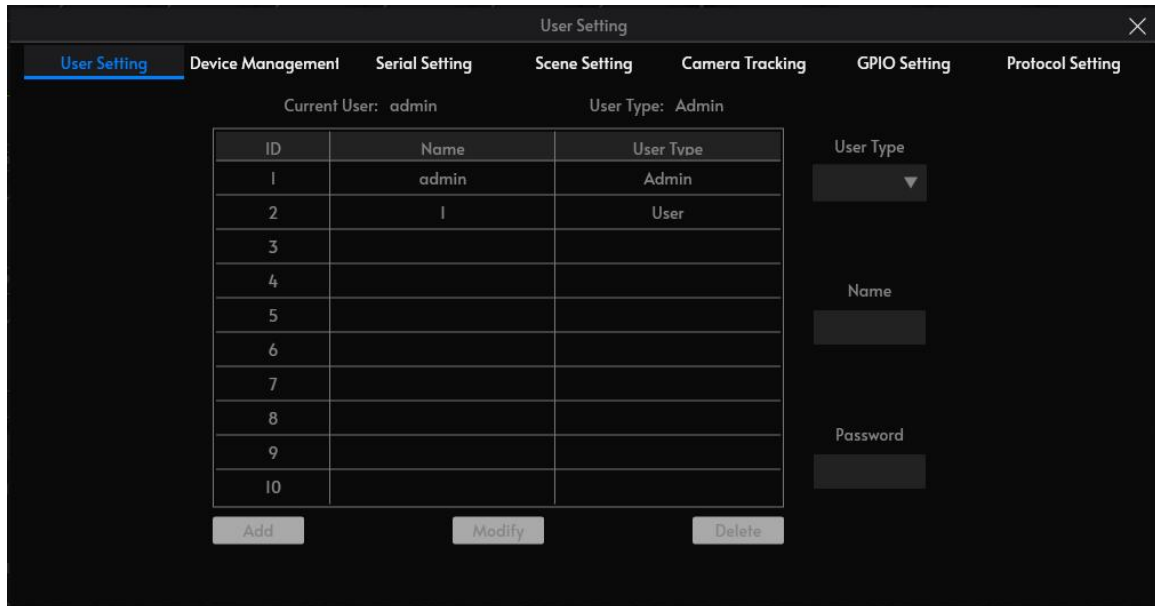 User Setting
User Setting Device Management Serial Setting Scene Setting Camera Tracking GPIO Setting Protocol Setting
Current User: admin User Type: Admin
ID Name User Type
1 admin Admin
2 1 User
3
4
5
6
7
8
9
10
User Type
Name
Password
Add Modify Delete